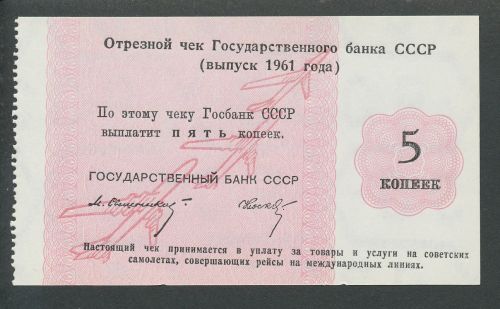 Отрезной чек Государственного банка СССР
(выпуск 1961 года)
По этому чеку Госбанк СССР
выплатит ПЯТЬ копеек.
5
КОПЕЕК
ГОСУДАРСТВЕННЫЙ БАНК СССР
Настоящий чек принимается в уплату за товары и услуги на советских
самолетах, совершающих рейсы на международных линиях.